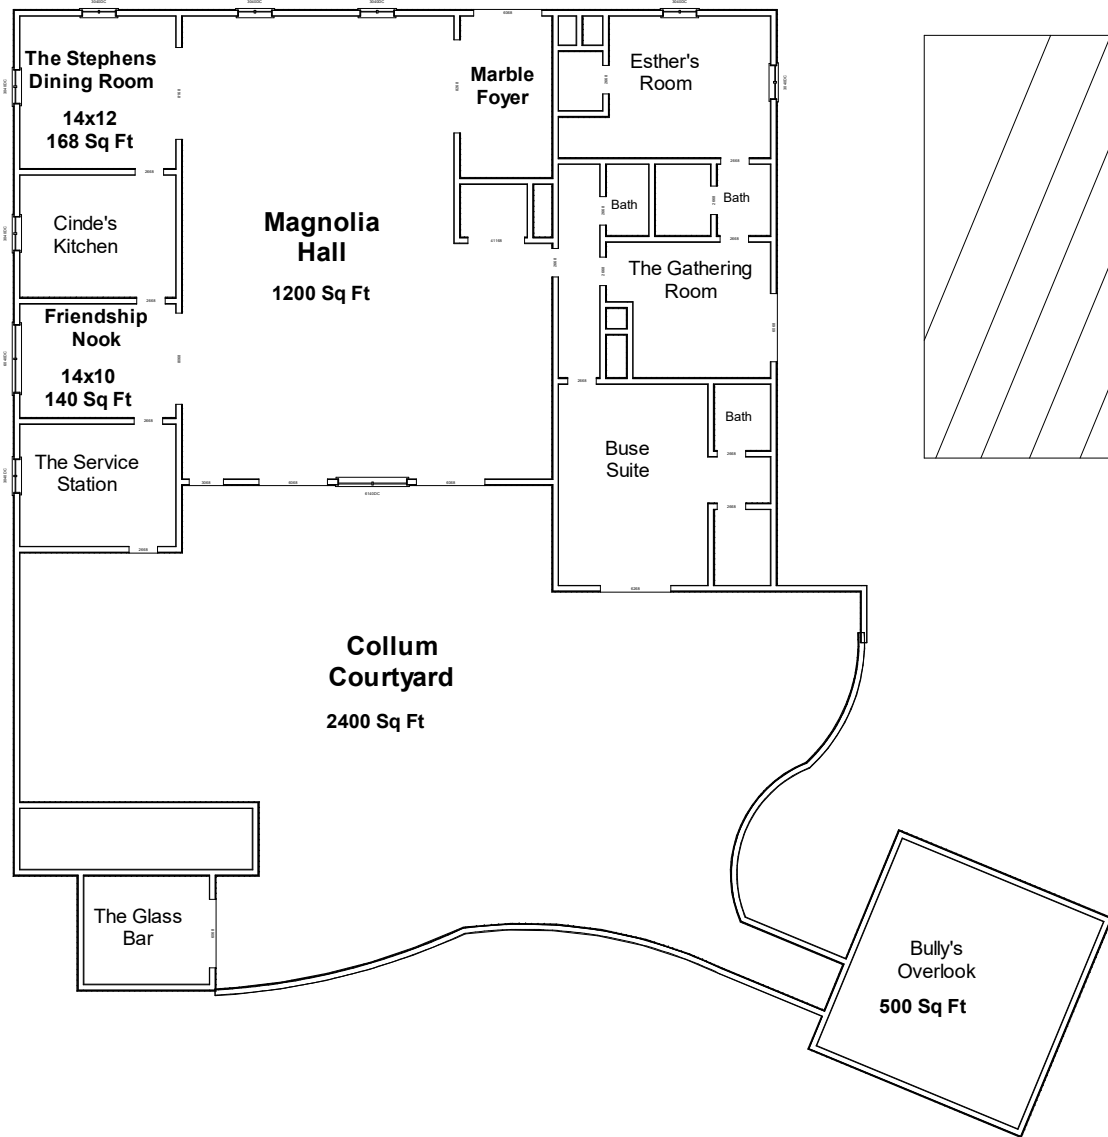 The Stephens
Dining Room
14x12
168 Sq Ft
Marble
Foyer
Esther's
Room
Cinde's
Kitchen
Magnolia
Hall
1200 Sq Ft
Bath
Bath
The Gathering
Room
Friendship
Nook
14x10
140 Sq Ft
The Service
Station
Buse
Suite
Bath
Collum
Courtyard
2400 Sq Ft
The Glass
Bar
Bully's
Overlook
500 Sq Ft